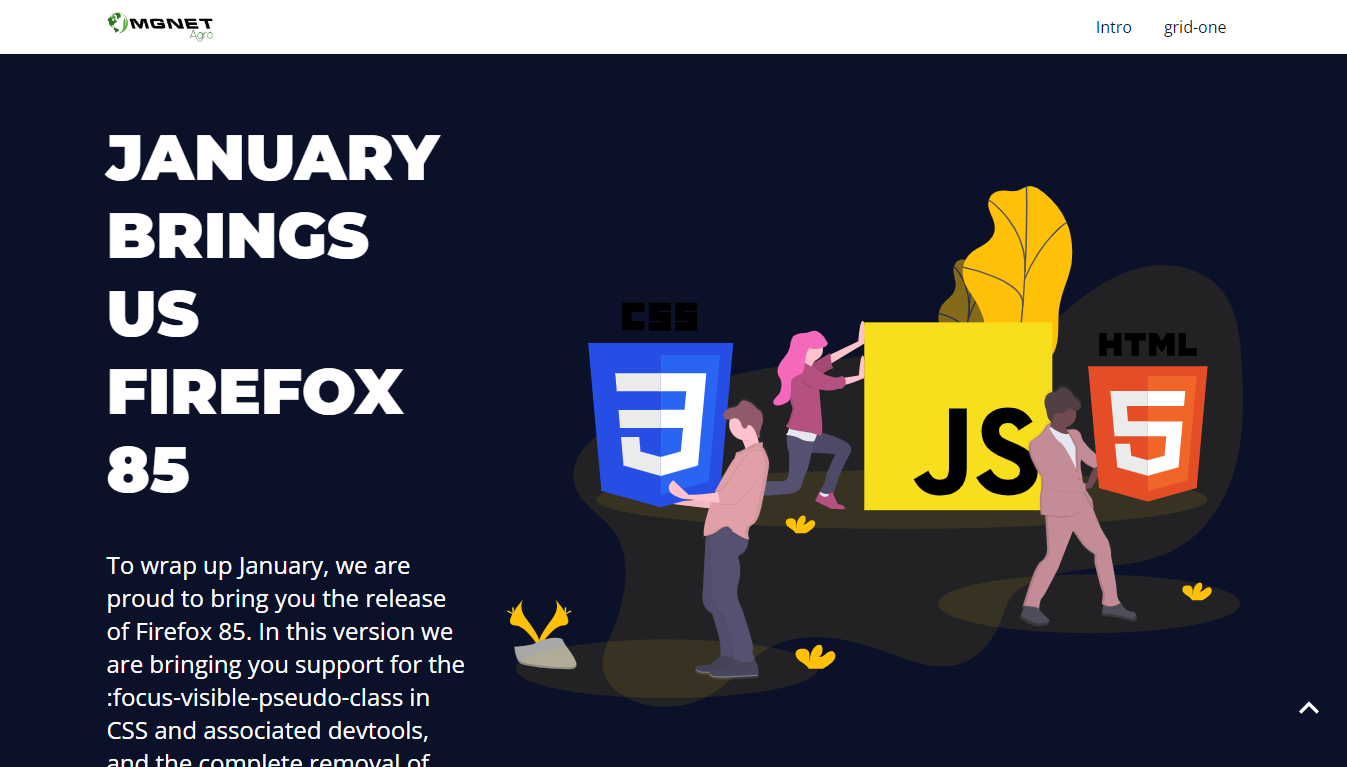 MGNET
Agro
Intro
grid-one
JANUARY
BRINGS
US
FIREFOX
85
To wrap up January, we are
proud to bring you the release
of Firefox 85. In this version we
are bringing you support for the
:focus-visible-pseudo-class in
CSS and associated devtools,
and the complete removal of
CSS
3
JS
HTML
5